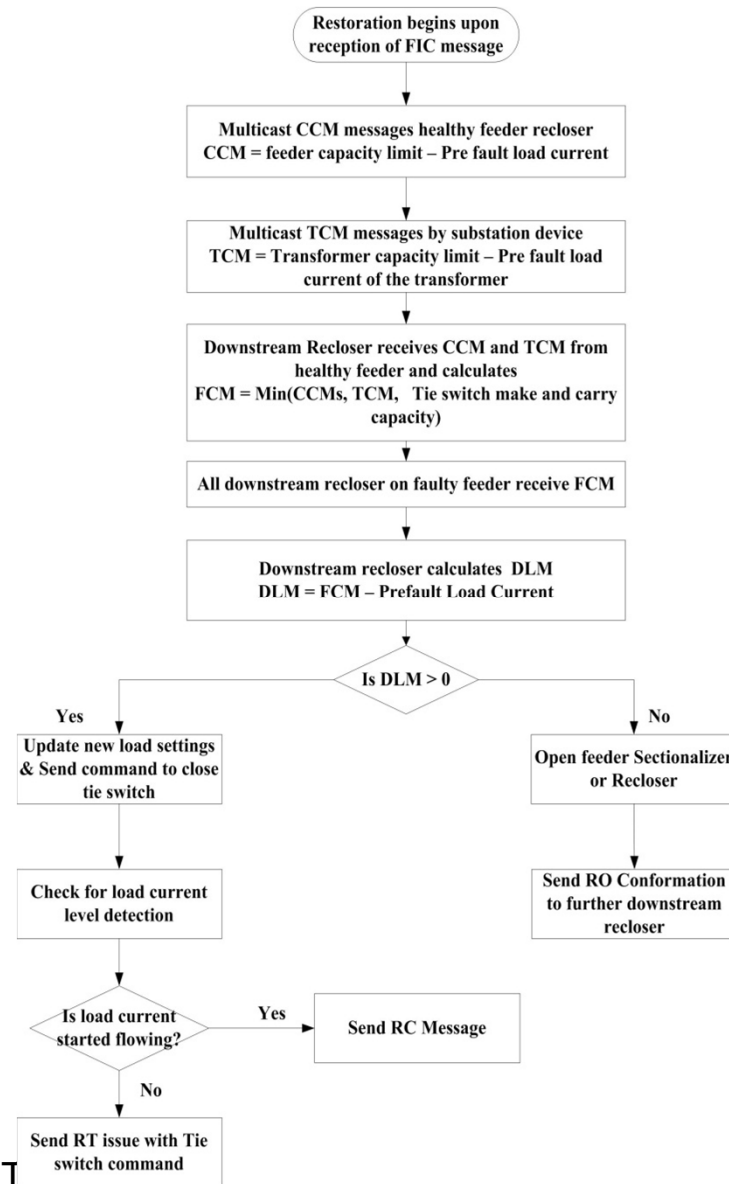 Restoration begins upon
reception of FIC message
Multicast CCM messages healthy feeder recloser
CCM = feeder capacity limit – Pre fault load current
Multicast TCM messages by substation device
TCM = Transformer capacity limit – Pre fault load
current of the transformer
Downstream Recloser receives CCM and TCM from
healthy feeder and calculates
FCM = Min(CCMs, TCM, Tie switch make and carry
capacity)
All downstream recloser on faulty feeder receive FCM
Downstream recloser calculates DLM
DLM = FCM – Prefault Load Current
Is DLM > 0
Yes
No
Update new load settings
& Send command to close
tie switch
Open feeder Sectionalizer
or Recloser
Check for load current
level detection
Send RO Conformation
to further downstream
recloser
Is load current
started flowing?
Yes
Send RC Message
No
Send RT issue with Tie
switch command
T